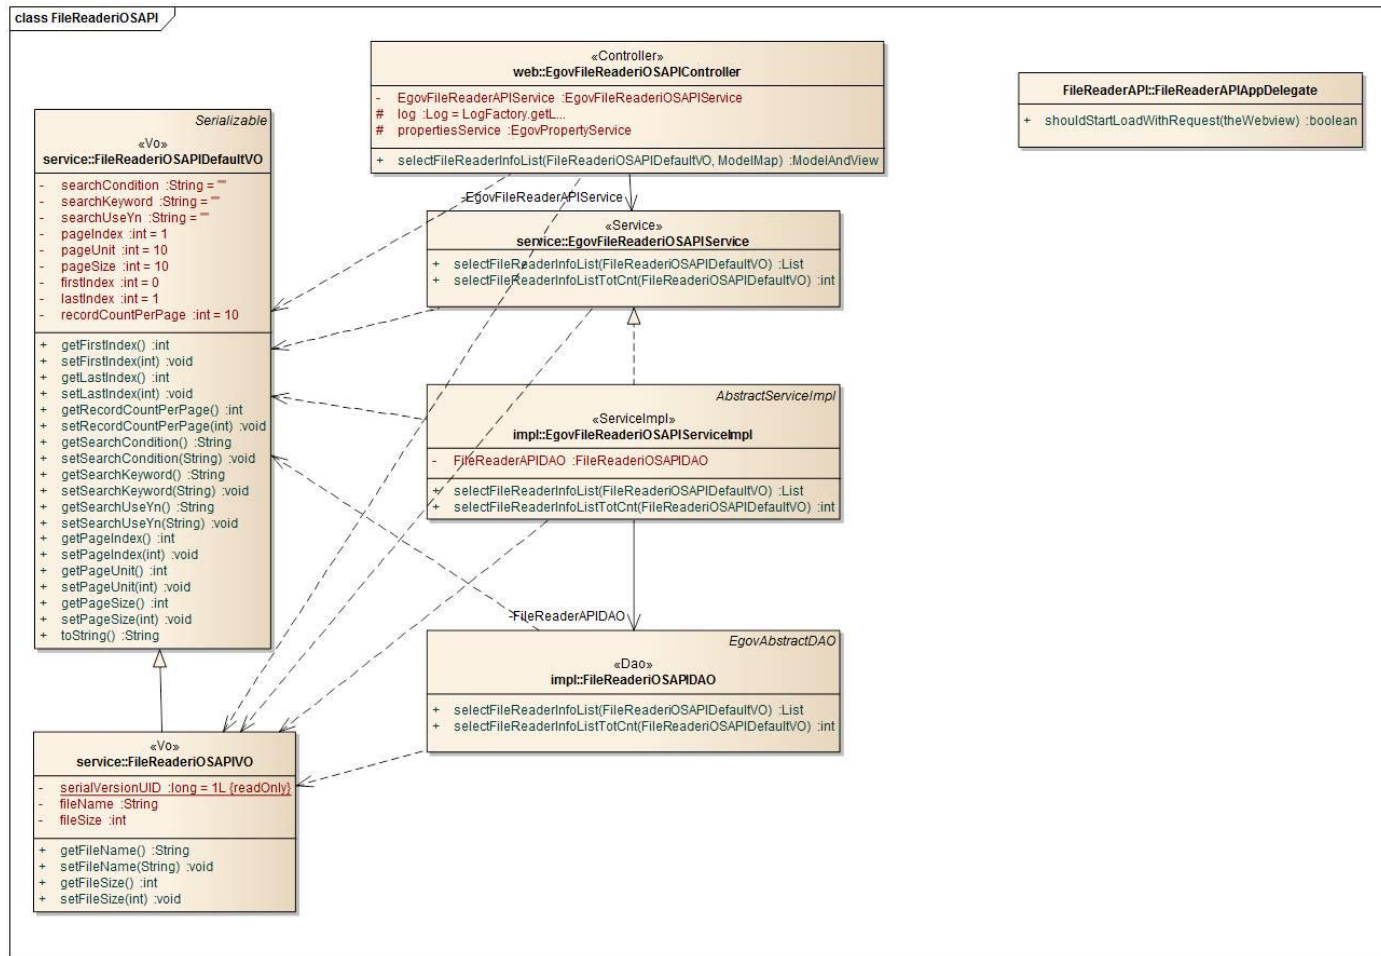 class FileReaderiOSAPI
«Controller»
web::EgovFileReaderiOSAPIController
- EgovFileReaderAPIService :EgovFileReaderiOSAPIService
# log :Log = LogFactory.getL...
# propertiesService :EgovPropertyService
+ selectFileReaderInfoList(FileReaderiOSAPIDefaultVO, ModelMap) :ModelAndView
FileReaderAPI::FileReaderAPIAppDelegate
+ shouldStartLoadWithRequest(theWebview) :boolean
Serializable
«Vo»
service::FileReaderiOSAPIDefaultVO
- searchCondition :String = ""
- searchKeyword :String = ""
- searchUseYn :String = ""
- pageIndex :int = 1
- pageUnit :int = 10
- pageSize :int = 10
- firstIndex :int = 0
- lastIndex :int = 1
- recordCountPerPage :int = 10
+ getFirstIndex() :int
+ setFirstIndex(int) :void
+ getLastIndex() :int
+ setLastIndex(int) :void
+ getRecordCountPerPage() :int
+ setRecordCountPerPage(int) :void
+ getSearchCondition() :String
+ setSearchCondition(String) :void
+ getSearchKeyword() :String
+ setSearchKeyword(String) :void
+ getSearchUseYn() :String
+ setSearchUseYn(String) :void
+ getPageIndex() :int
+ setPageIndex(int) :void
+ getPageUnit() :int
+ setPageUnit(int) :void
+ getPageSize() :int
+ setPageSize(int) :void
+ toString() :String
-EgovFileReaderAPIService
«Service»
service::EgovFileReaderiOSAPIService
+ selectFileReaderInfoList(FileReaderiOSAPIDefaultVO) :List
+ selectFileReaderInfoListTotCnt(FileReaderiOSAPIDefaultVO) :int
AbstractServiceImpl
«ServiceImpl»
impl::EgovFileReaderiOSAPIServiceImpl
- FileReaderAPIDAO :FileReaderiOSAPIDAO
+ selectFileReaderInfoList(FileReaderiOSAPIDefaultVO) :List
+ selectFileReaderInfoListTotCnt(FileReaderiOSAPIDefaultVO) :int
-FileReaderAPIDAO
EgovAbstractDAO
«Dao»
impl::FileReaderiOSAPIDAO
+ selectFileReaderInfoList(FileReaderiOSAPIDefaultVO) :List
+ selectFileReaderInfoListTotCnt(FileReaderiOSAPIDefaultVO) :int
«Vo»
service::FileReaderiOSAPIVO
- serialVersionUID :long = 1L {readOnly}
- fileName :String
- fileSize :int
+ getFileName() :String
+ setFileName(String) :void
+ getFileSize() :int
+ setFileSize(int) :void